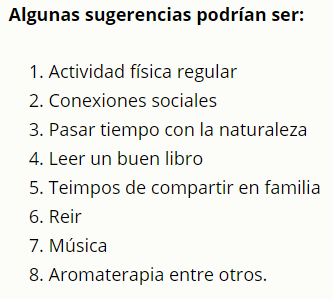 Algunas sugerencias podrían ser:
1. Actividad física regular
2. Conexiones sociales
3. Pasar tiempo con la naturaleza
4. Leer un buen libro
5. Teimpos de compartir en familia
6. Reir
7. Música
8. Aromaterapia entre otros.